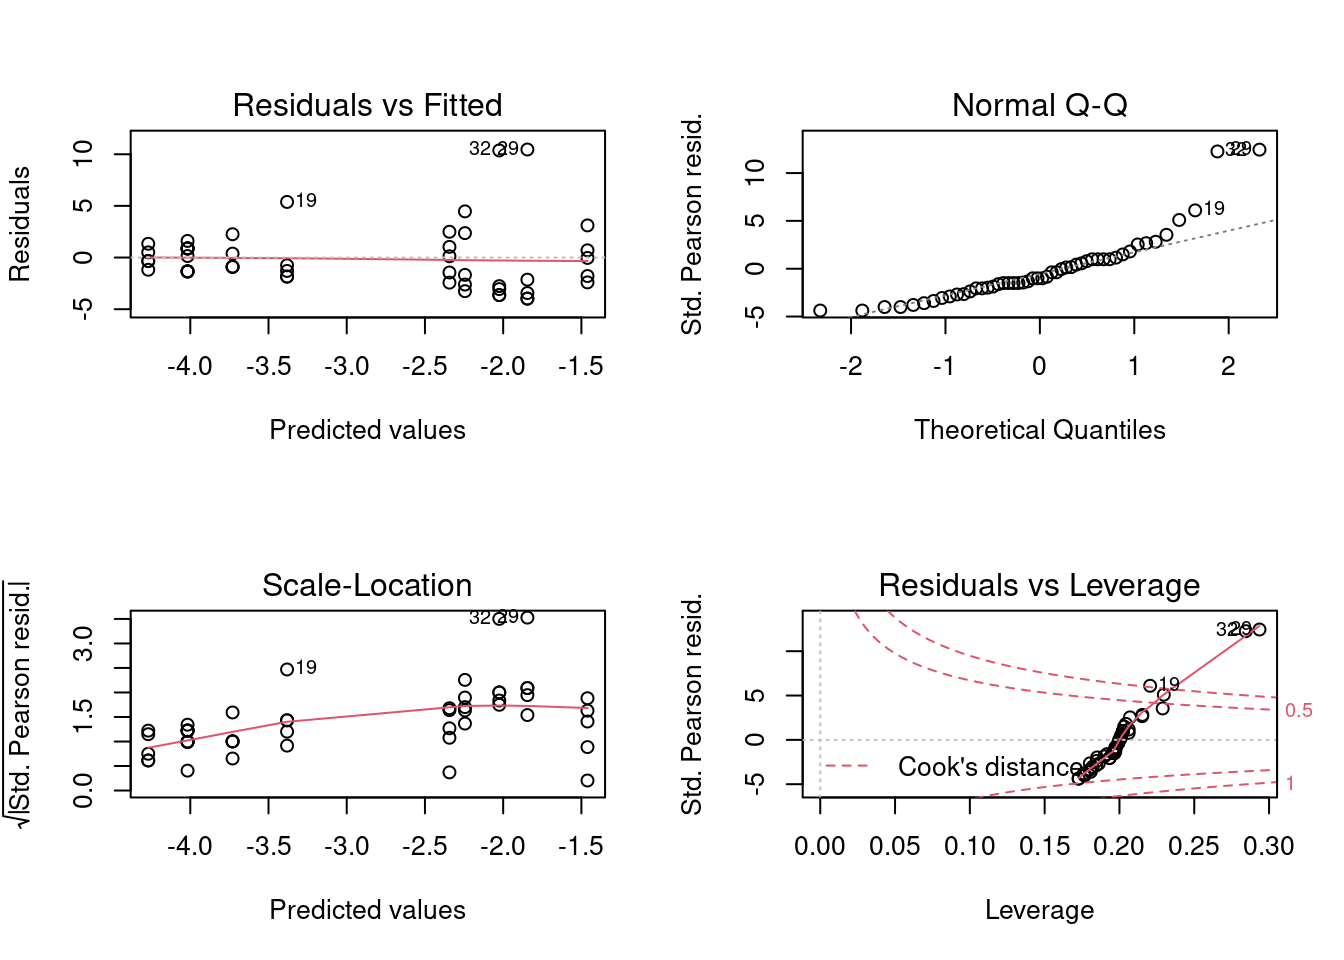 Residuals vs Fitted
Residuals
10
5
0
-5
32
29
19
-4.0 -3.5 -3.0 -2.5 -2.0 -1.5
Predicted values
Normal Q-Q
Std. Pearson resid.
10
5
0
-5
32
29
19
-2 -1 0 1 2
Theoretical Quantiles
Scale-Location
√|Std. Pearson resid.|
3.0
1.5
0.0
32
29
19
-4.0 -3.5 -3.0 -2.5 -2.0 -1.5
Predicted values
Residuals vs Leverage
Std. Pearson resid.
5
0
-5
32
29
19
0.5
1
Cook's distance
0.00 0.05 0.10 0.15 0.20 0.25 0.30
Leverage